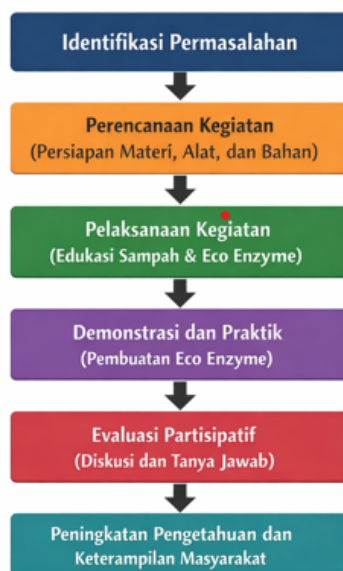 Identifikasi Permasalahan
Perencanaan Kegiatan
(Persiapan Materi, Alat, dan Bahan)
Pelaksanaan Kegiatan
(Edukasi Sampah & Eco Enzyme)
Demonstrasi dan Praktik
(Pembuatan Eco Enzyme)
Evaluasi Partisipatif
(Diskusi dan Tanya Jawab)
Peningkatan Pengetahuan dan
Keterampilan Masyarakat